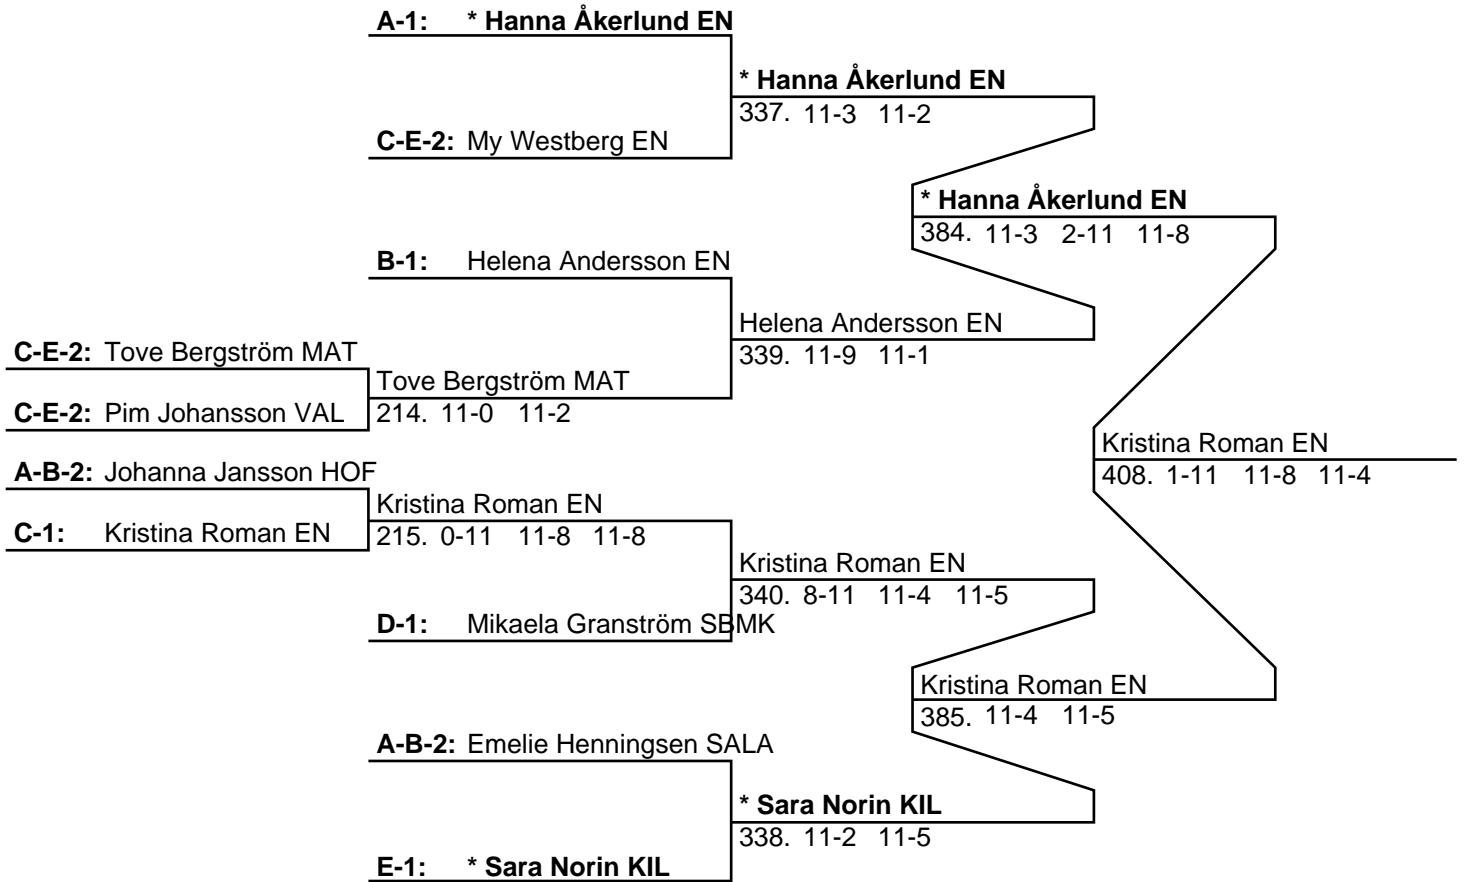 A-1: * Hanna Åkerlund EN
* Hanna Åkerlund EN
337. 11-3 11-2
C-E-2: My Westberg EN
* Hanna Åkerlund EN
384. 11-3 2-11 11-8
B-1: Helena Andersson EN
Helena Andersson EN
339. 11-9 11-1
C-E-2: Tove Bergström MAT
Tove Bergström MAT
214. 11-0 11-2
C-E-2: Pim Johansson VAL
Kristina Roman EN
408. 1-11 11-8 11-4
A-B-2: Johanna Jansson HOF
Kristina Roman EN
215. 0-11 11-8 11-8
C-1: Kristina Roman EN
Kristina Roman EN
340. 8-11 11-4 11-5
D-1: Mikaela Granström SBMK
Kristina Roman EN
385. 11-4 11-5
A-B-2: Emelie Henningsen SALA
* Sara Norin KIL
338. 11-2 11-5
E-1: * Sara Norin KIL